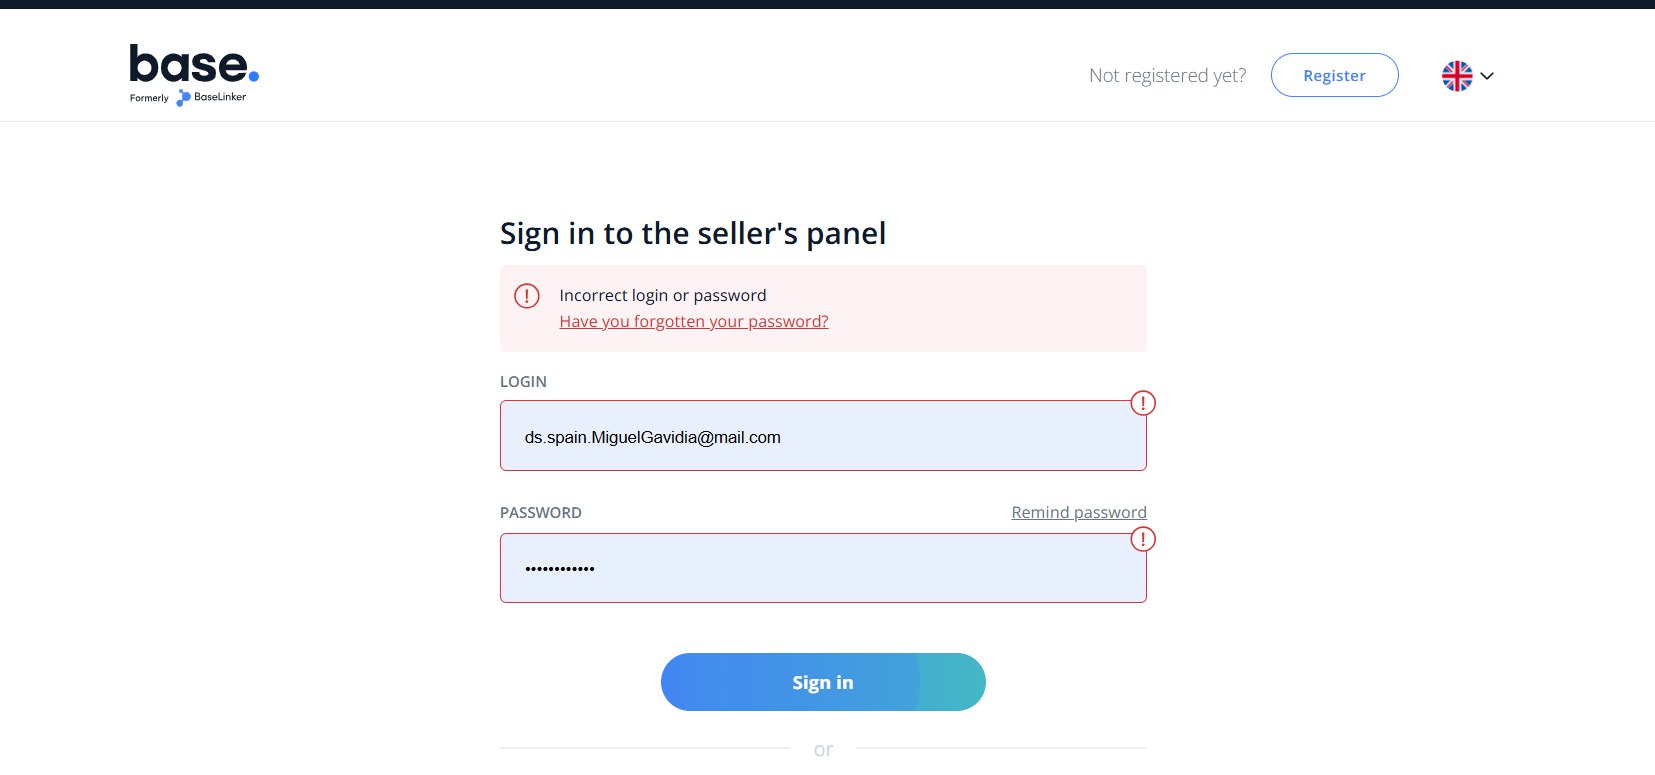 base.
Formerly BaseLinker
Not registered yet?
Register
Sign in to the seller's panel
Incorrect login or password
Have you forgotten your password?
LOGIN
ds.spain.MiguelGavidia@mail.com
PASSWORD
Remind password
••••••••••••
Sign in
or